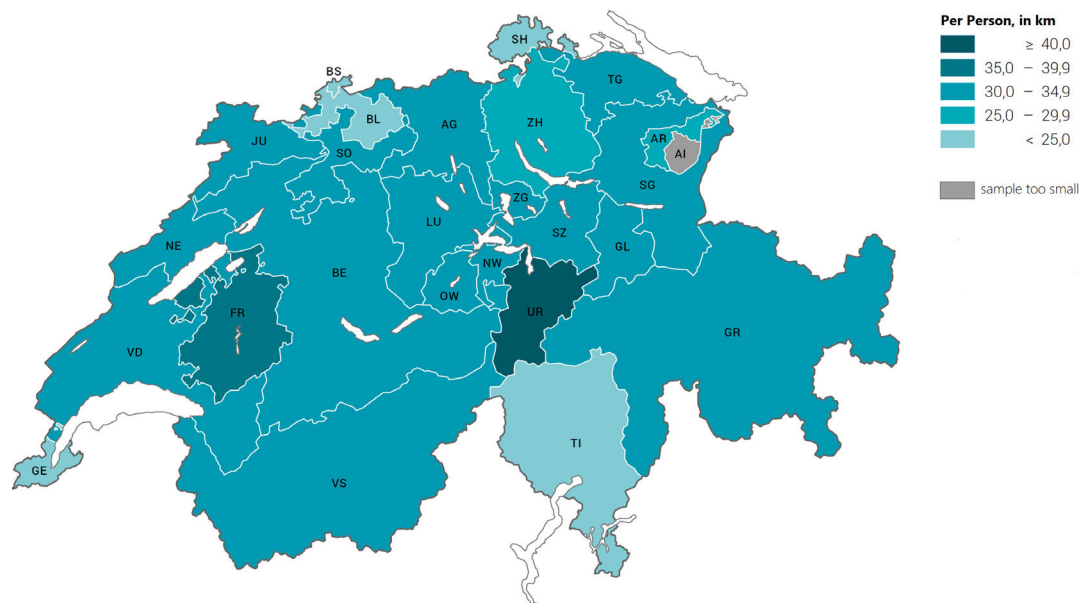 Per Person, in km
≥ 40,0
35,0 – 39,9
30,0 – 34,9
25,0 – 29,9
< 25,0
sample too small
SH
BS
TG
BL
AG
ZH
JU
SO
AR
AI
SG
ZG
LU
SZ
NE
GL
NW
BE
OW
FR
UR
GR
VD
TI
GE
VS